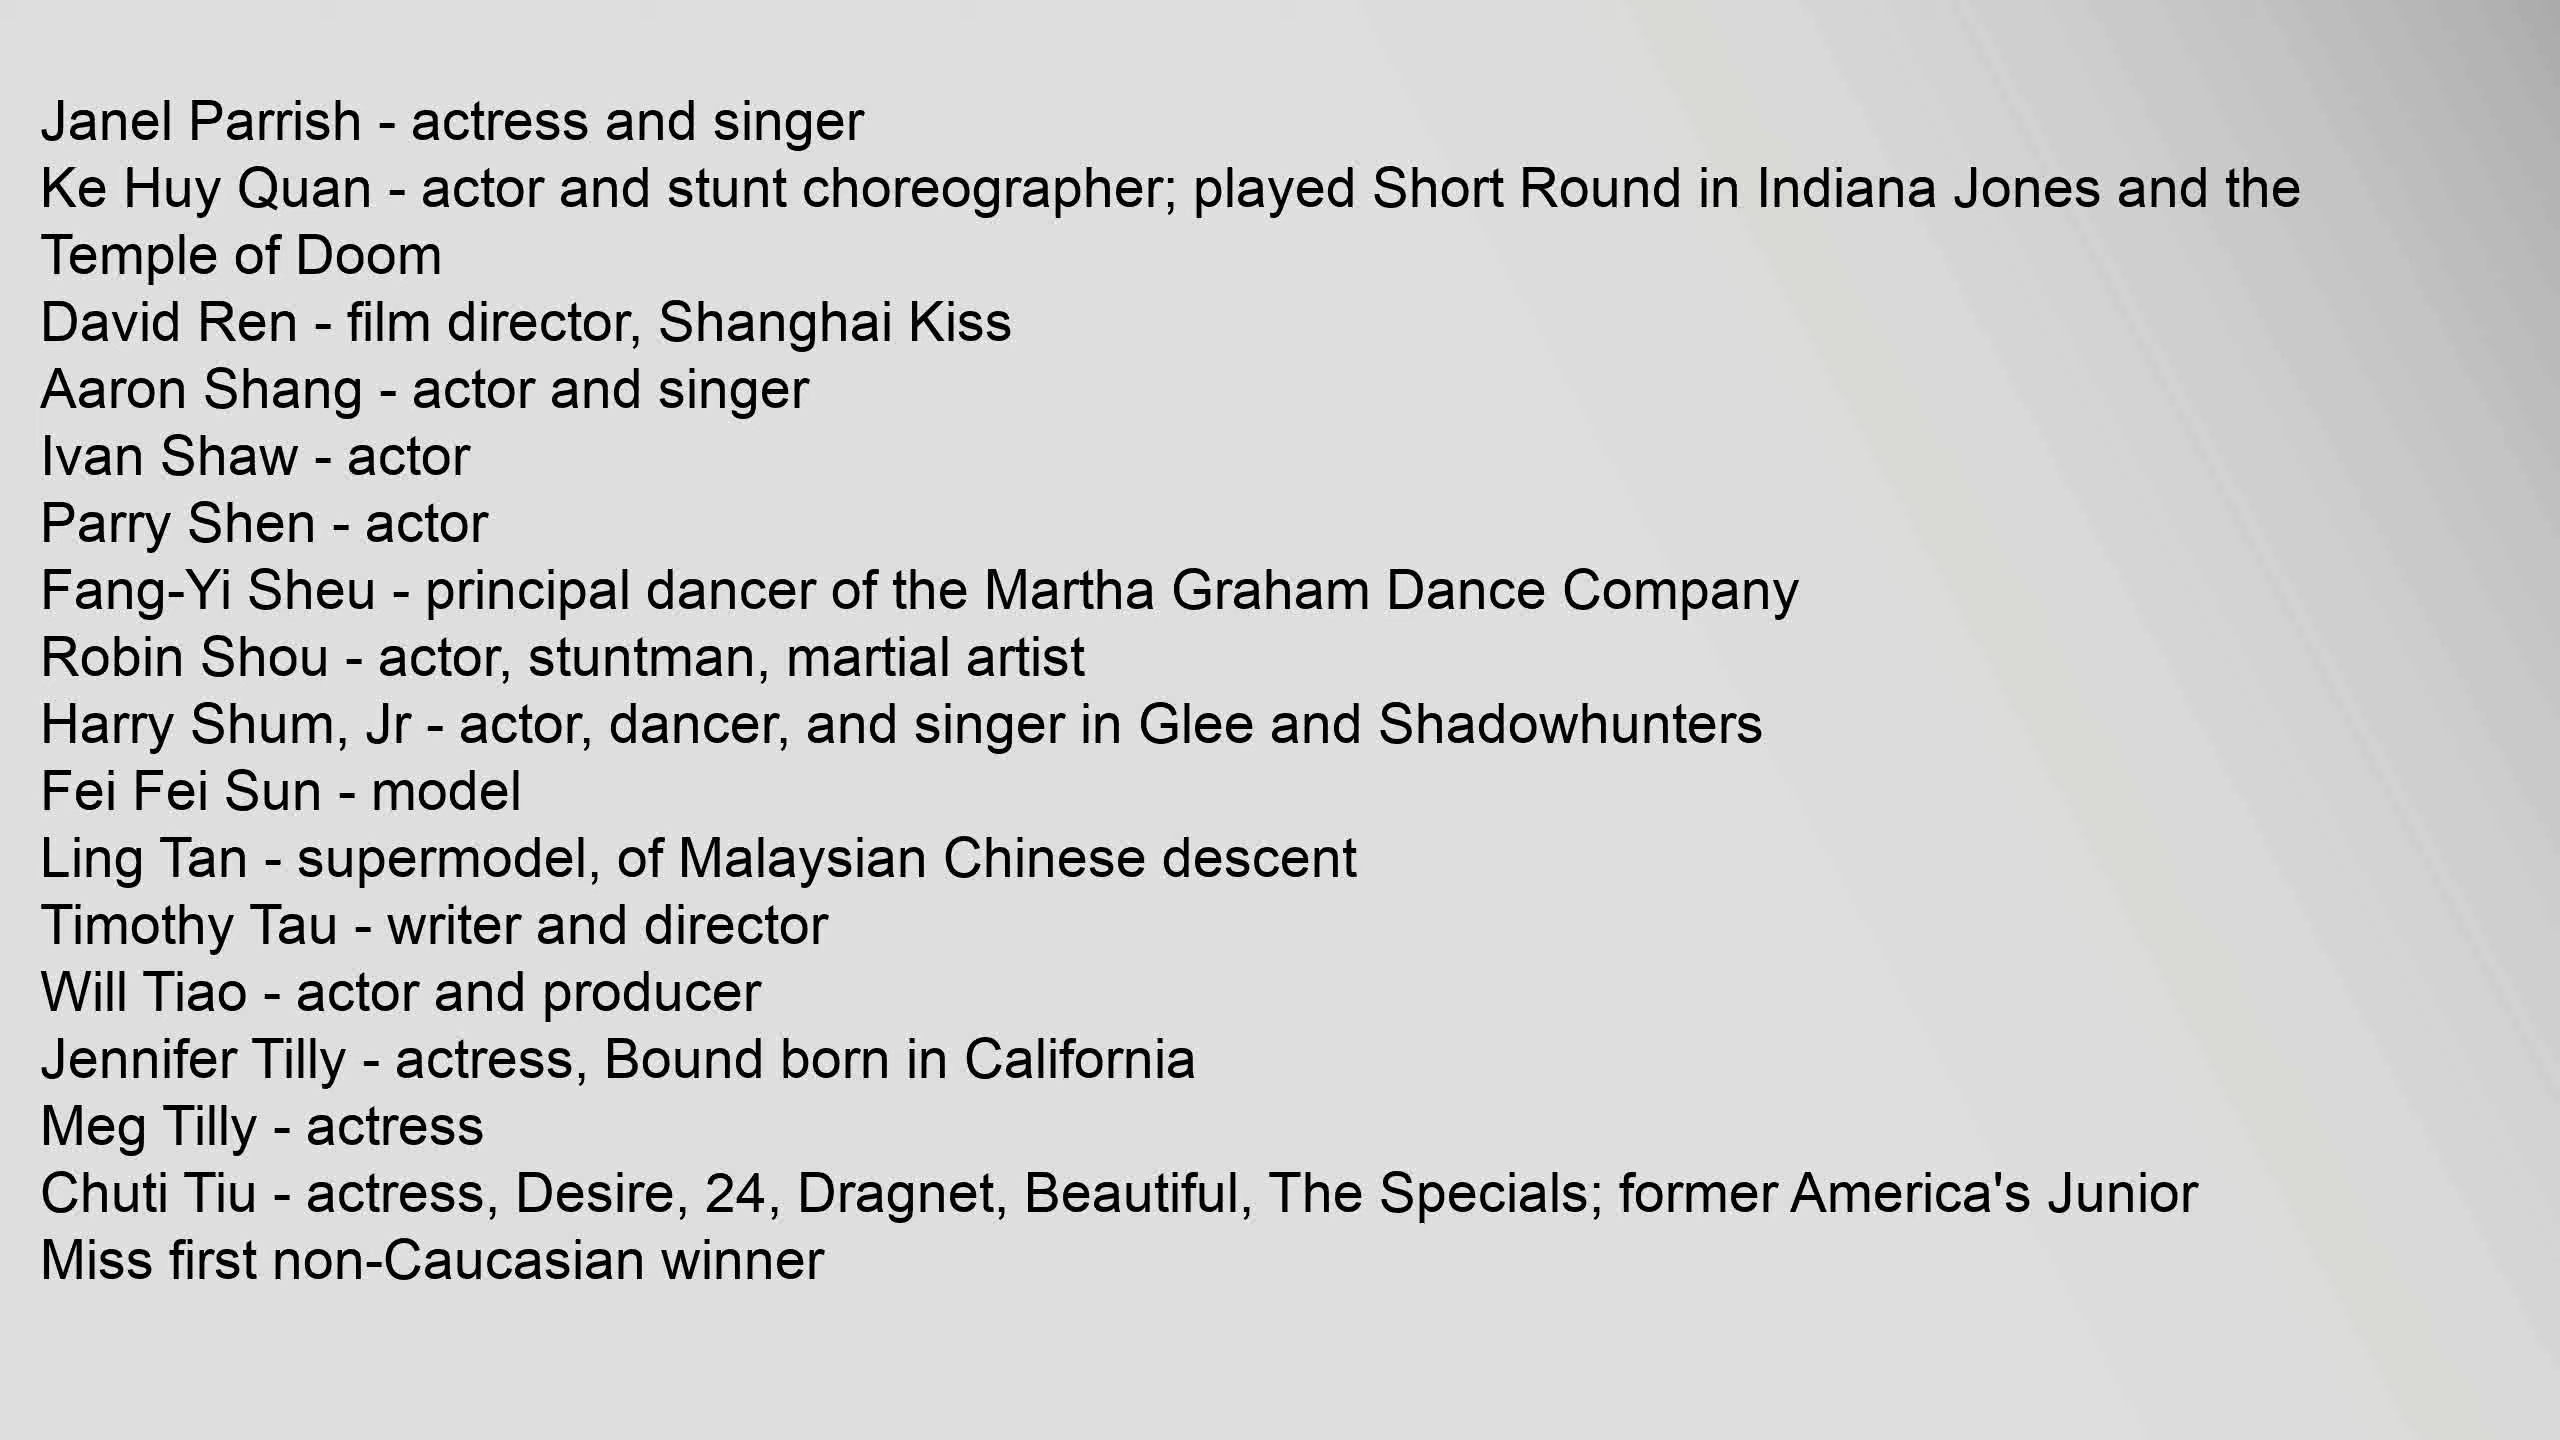 Janel Parrish - actress and singer
Ke Huy Quan - actor and stunt choreographer; played Short Round in Indiana Jones and the
Temple of Doom
David Ren - film director, Shanghai Kiss
Aaron Shang - actor and singer
Ivan Shaw - actor
Parry Shen - actor
Fang-Yi Sheu - principal dancer of the Martha Graham Dance Company
Robin Shou - actor, stuntman, martial artist
Harry Shum, Jr - actor, dancer, and singer in Glee and Shadowhunters
Fei Fei Sun - model
Ling Tan - supermodel, of Malaysian Chinese descent
Timothy Tau - writer and director
Will Tiao - actor and producer
Jennifer Tilly - actress, Bound born in California
Meg Tilly - actress
Chuti Tiu - actress, Desire, 24, Dragnet, Beautiful, The Specials; former America's Junior
Miss first non-Caucasian winner